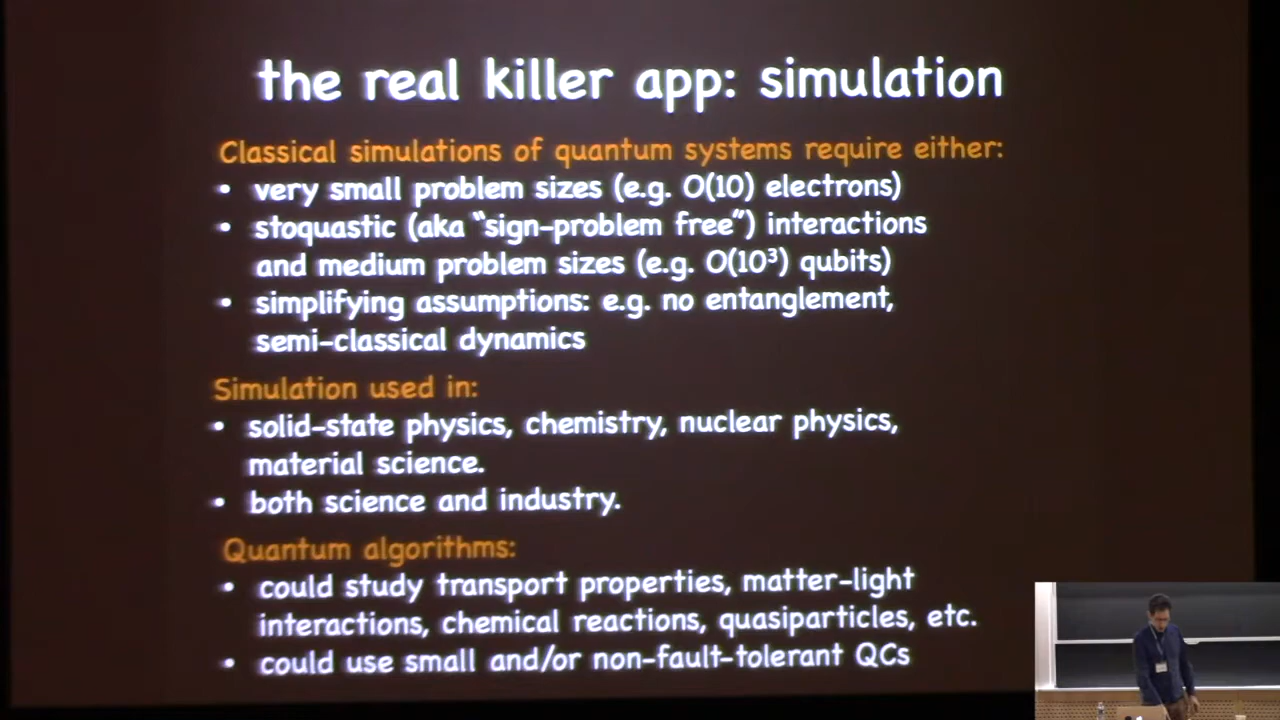 the real killer app: simulation
Classical simulations of quantum systems require either:
• very small problem sizes (e.g. O(10) electrons)
• stoquastic (aka “sign-problem free”) interactions
and medium problem sizes (e.g. O(10³) qubits)
• simplifying assumptions: e.g. no entanglement,
semi-classical dynamics
Simulation used in:
• solid-state physics, chemistry, nuclear physics,
material science.
• both science and industry.
Quantum algorithms:
• could study transport properties, matter-light
interactions, chemical reactions, quasiparticles, etc.
• could use small and/or non-fault-tolerant QCs